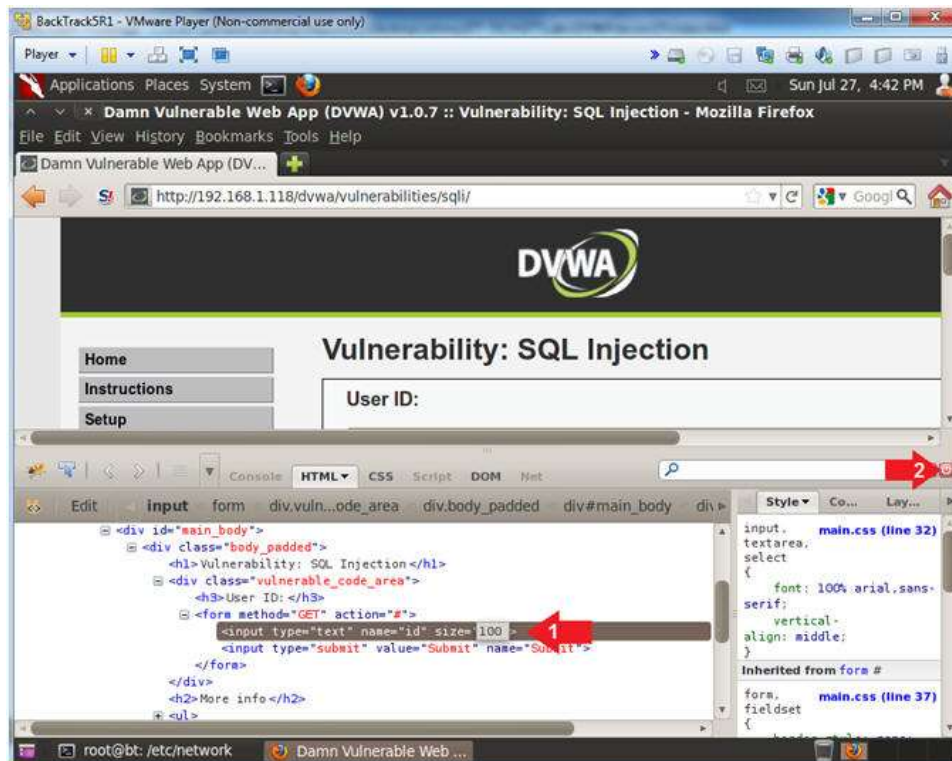 BackTrack5R1 - VMware Player (Non-commercial use only)
Player
Applications Places System
Sun Jul 27, 4:42 PM
Damn Vulnerable Web App (DVWA) v1.0.7 :: Vulnerability: SQL Injection - Mozilla Firefox
File Edit View History Bookmarks Tools Help
Damn Vulnerable Web App (DV...
S! http://192.168.1.118/dvwa/vulnerabilities/sqli/
Googl
DVWA
Home
Instructions
Setup
Vulnerability: SQL Injection
User ID:
Console HTML CSS Script DOM Net
2
Edit input form div.vuln...ode_area div.body_padded div#main_body div
<div id="main_body">
<div class="body_padded">
<h1>Vulnerability: SQL Injection</h1>
<div class="vulnerable_code_area">
<h3>User ID:</h3>
<form method="GET" action="#">
<input type="text" name="id" size="100">
1
<input type="submit" value="Submit" name="Submit">
</form>
</div>
<h2>More info</h2>
<ul>
Style Co... Lay...
input, main.css (line 32)
textarea,
select
{
font: 100% arial,sans-
serif;
vertical-
align: middle;
}
Inherited from form #
form, main.css (line 37)
fieldset
{
root@bt: /etc/network
Damn Vulnerable Web ...